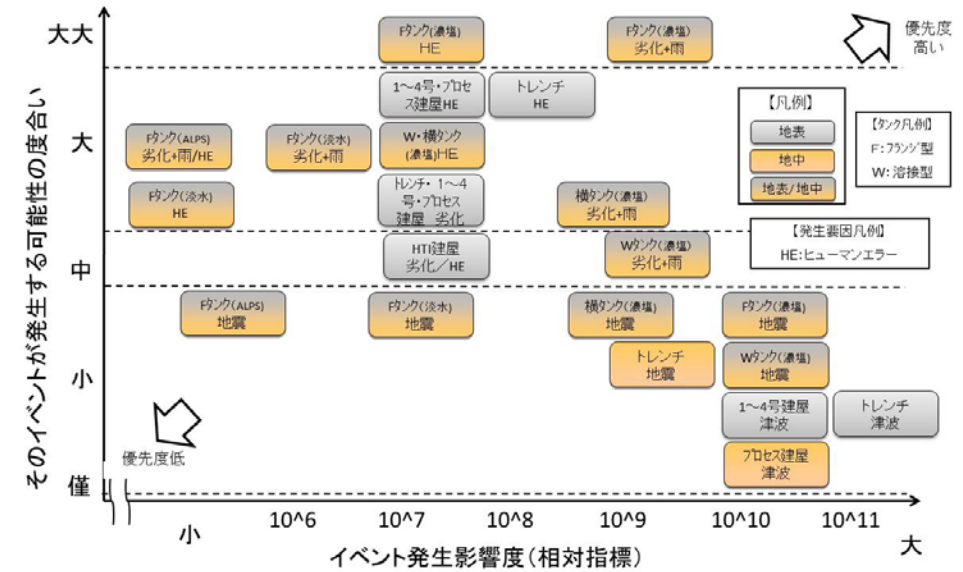 そのイベントが発生する可能性の度合い
大大
大
中
小
僅
Fタンク(濃塩)
HE
Fタンク(濃塩)
劣化+雨
優先度
高い
1～4号・プロセ
ス建屋HE
トレンチ
HE
【凡例】
地表
地中
地表/地中
【タンク凡例】
F:フランジ型
W:溶接型
Fタンク(ALPS)
劣化+雨/HE
Fタンク(淡水)
劣化+雨
W・横タンク
(濃塩)HE
Fタンク(淡水)
HE
トレンチ・1～4
号・プロセス
建屋 劣化
横タンク(濃塩)
劣化+雨
【発生要因凡例】
HE:ヒューマンエラー
HTI建屋
劣化／HE
Wタンク(濃塩)
劣化+雨
Fタンク(ALPS)
地震
Fタンク(淡水)
地震
横タンク(濃塩)
地震
Fタンク(濃塩)
地震
トレンチ
地震
Wタンク(濃塩)
地震
1～4号建屋
津波
トレンチ
津波
プロセス建屋
津波
優先度低
小
10^6
10^7
10^8
10^9
10^10
10^11
大
イベント発生影響度(相対指標)